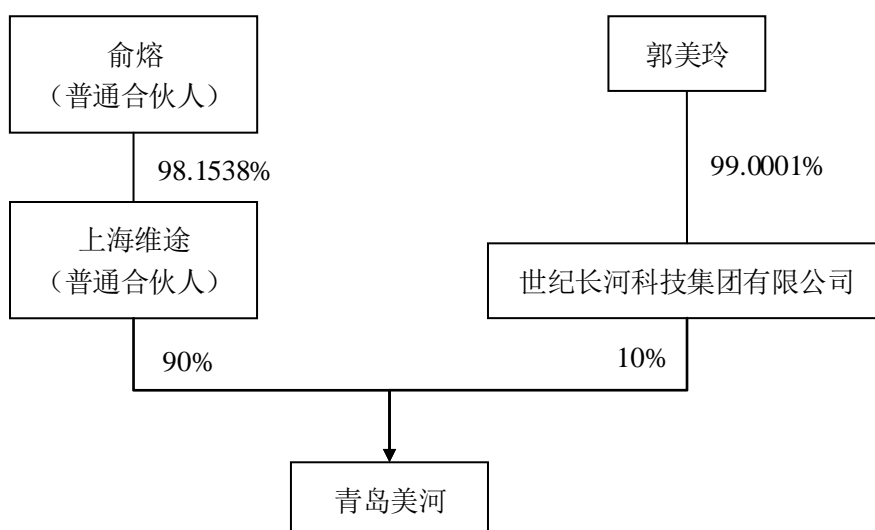 俞熔
（普通合伙人）
郭美玲
98.1538%
99.0001%
上海维途
（普通合伙人）
世纪长河科技集团有限公司
90%
10%
青岛美河